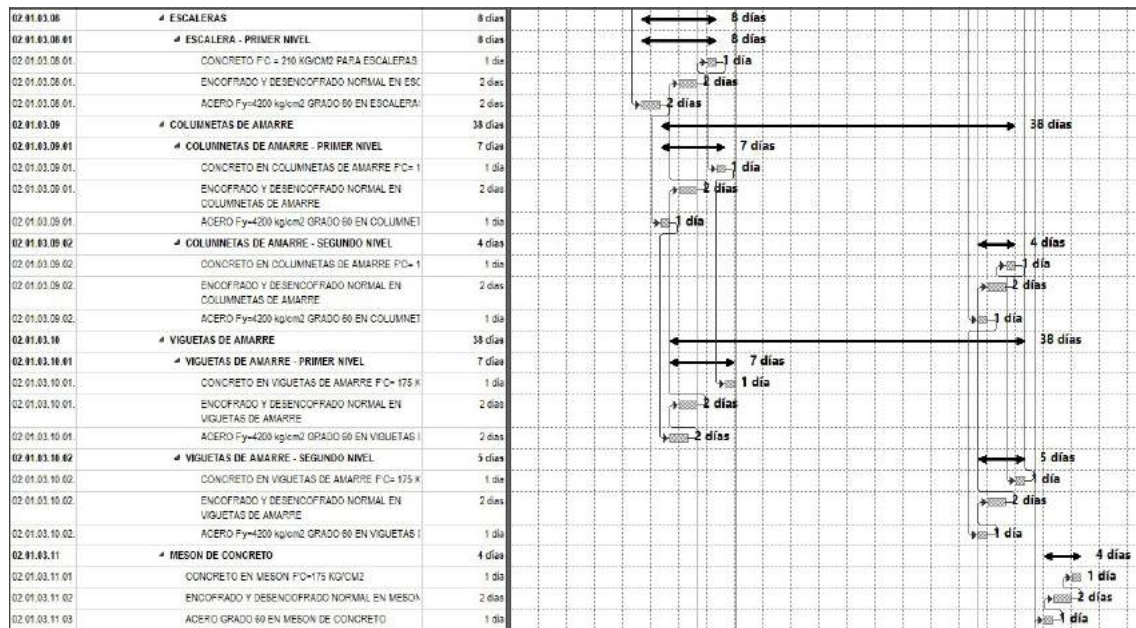 02.01.03.08 ESCALERAS 8 días 8 días
02.01.03.08.01 ESCALERA - PRIMER NIVEL 8 días 8 días
02.01.03.08.01. CONCRETO F'C = 210 KG/CM2 PARA ESCALERAS 1 día 1 día
02.01.03.08.01. ENCOFRADO Y DESENCOFRADO NORMAL EN ESC 2 días 2 días
02.01.03.08.01. ACERO Fy=4200 kg/cm2 GRADO 60 EN ESCALERA 2 días 2 días
02.01.03.09 COLUMNETAS DE AMARRE 38 días 38 días
02.01.03.09.01 COLUMNETAS DE AMARRE - PRIMER NIVEL 7 días 7 días
02.01.03.09.01. CONCRETO EN COLUMNETAS DE AMARRE F'C= 1 1 día 1 día
02.01.03.09.01. ENCOFRADO Y DESENCOFRADO NORMAL EN 2 días 2 días
COLUMNETAS DE AMARRE
02.01.03.09.01. ACERO Fy=4200 kg/cm2 GRADO 60 EN COLUMNET 1 día 1 día
02.01.03.09.02 COLUMNETAS DE AMARRE - SEGUNDO NIVEL 4 días 4 días
02.01.03.09.02. CONCRETO EN COLUMNETAS DE AMARRE F'C= 1 1 día 1 día
02.01.03.09.02. ENCOFRADO Y DESENCOFRADO NORMAL EN 2 días 2 días
COLUMNETAS DE AMARRE
02.01.03.09.02. ACERO Fy=4200 kg/cm2 GRADO 60 EN COLUMNET 1 día 1 día
02.01.03.10 VIGUETAS DE AMARRE 38 días 38 días
02.01.03.10.01 VIGUETAS DE AMARRE - PRIMER NIVEL 7 días 7 días
02.01.03.10.01. CONCRETO EN VIGUETAS DE AMARRE F'C= 175 K 1 día 1 día
02.01.03.10.01. ENCOFRADO Y DESENCOFRADO NORMAL EN 2 días 2 días
VIGUETAS DE AMARRE
02.01.03.10.01. ACERO Fy=4200 kg/cm2 GRADO 60 EN VIGUETAS 2 días 2 días
02.01.03.10.02 VIGUETAS DE AMARRE - SEGUNDO NIVEL 5 días 5 días
02.01.03.10.02. CONCRETO EN VIGUETAS DE AMARRE F'C= 175 K 1 día 1 día
02.01.03.10.02. ENCOFRADO Y DESENCOFRADO NORMAL EN 2 días 2 días
VIGUETAS DE AMARRE
02.01.03.10.02. ACERO Fy=4200 kg/cm2 GRADO 60 EN VIGUETAS 1 día 1 día
02.01.03.11 MESON DE CONCRETO 4 días 4 días
02.01.03.11.01 CONCRETO EN MESON F'C=175 KG/CM2 1 día 1 día
02.01.03.11.02 ENCOFRADO Y DESENCOFRADO NORMAL EN MESON 2 días 2 días
02.01.03.11.03 ACERO GRADO 60 EN MESON DE CONCRETO 1 día 1 día